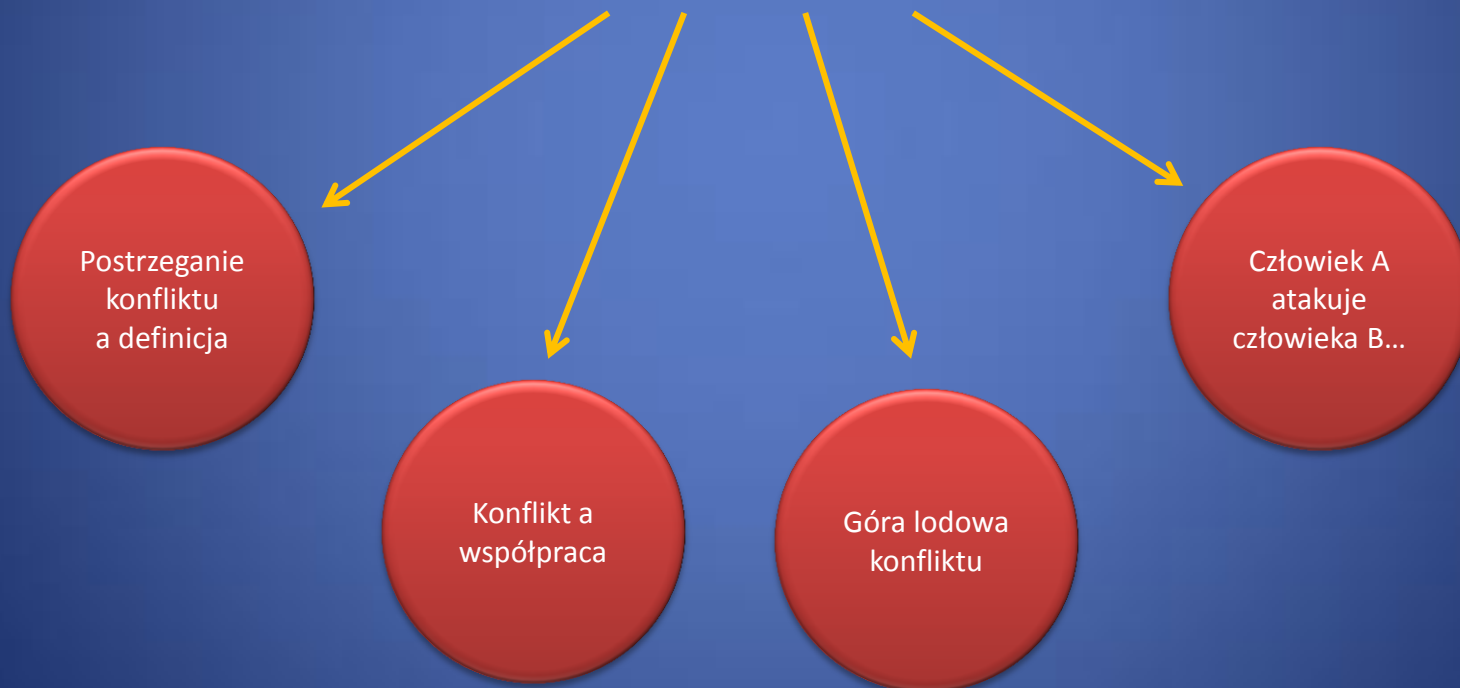 Postrzeganie
konfliktu
a definicja
Konflikt a
współpraca
Góra lodowa
konfliktu
Człowiek A
atakuje
człowieka B...